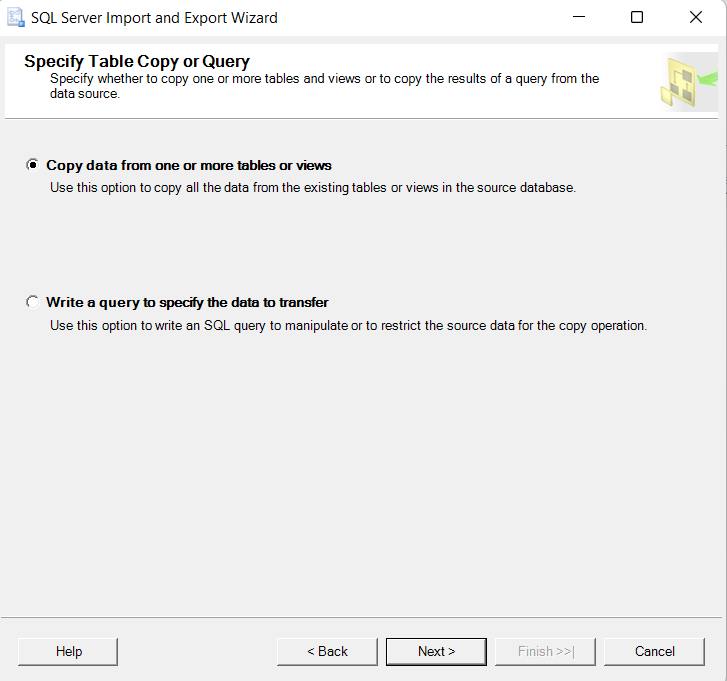 SQL Server Import and Export Wizard
Specify Table Copy or Query
Specify whether to copy one or more tables and views or to copy the results of a query from the
data source.
Copy data from one or more tables or views
Use this option to copy all the data from the existing tables or views in the source database.
Write a query to specify the data to transfer
Use this option to write an SQL query to manipulate or to restrict the source data for the copy operation.
Help
< Back
Next >
Finish >>|
Cancel